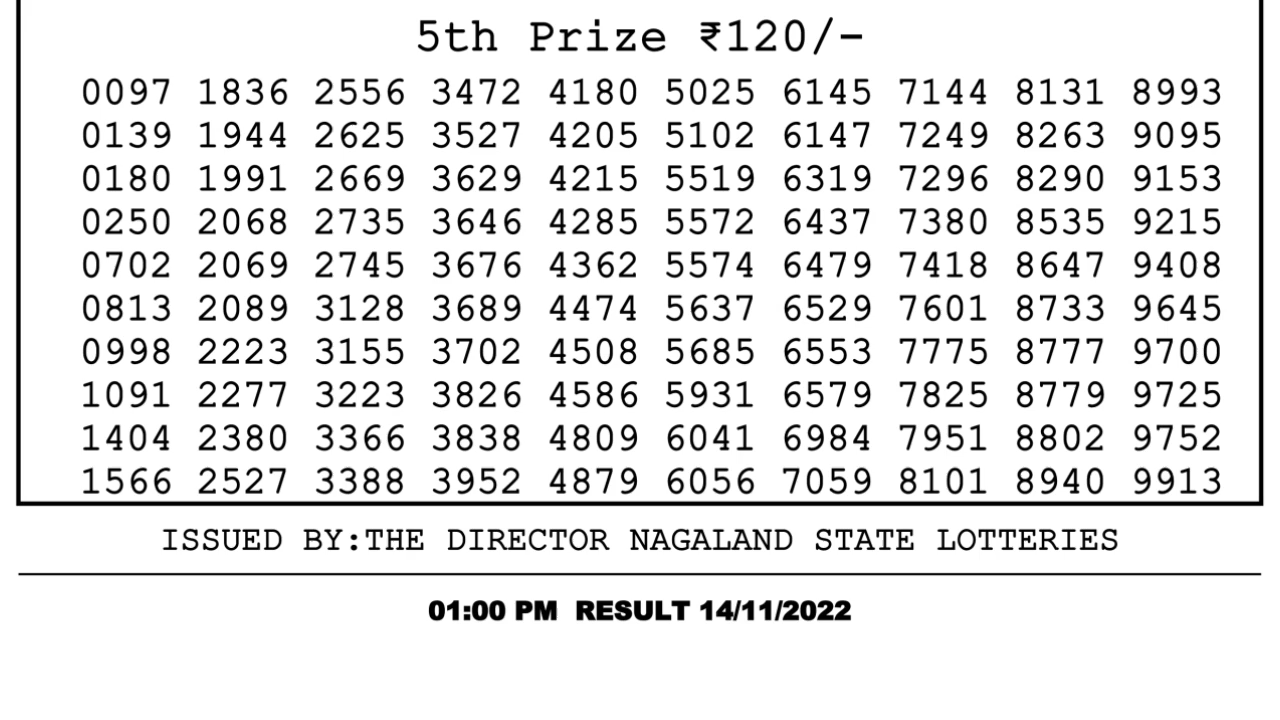 5th Prize ₹120/-
0097 1836 2556 3472 4180 5025 6145 7144 8131 8993
0139 1944 2625 3527 4205 5102 6147 7249 8263 9095
0180 1991 2669 3629 4215 5519 6319 7296 8290 9153
0250 2068 2735 3646 4285 5572 6437 7380 8535 9215
0702 2069 2745 3676 4362 5574 6479 7418 8647 9408
0813 2089 3128 3689 4474 5637 6529 7601 8733 9645
0998 2223 3155 3702 4508 5685 6553 7775 8777 9700
1091 2277 3223 3826 4586 5931 6579 7825 8779 9725
1404 2380 3366 3838 4809 6041 6984 7951 8802 9752
1566 2527 3388 3952 4879 6056 7059 8101 8940 9913
ISSUED BY:THE DIRECTOR NAGALAND STATE LOTTERIES
01:00 PM RESULT 14/11/2022